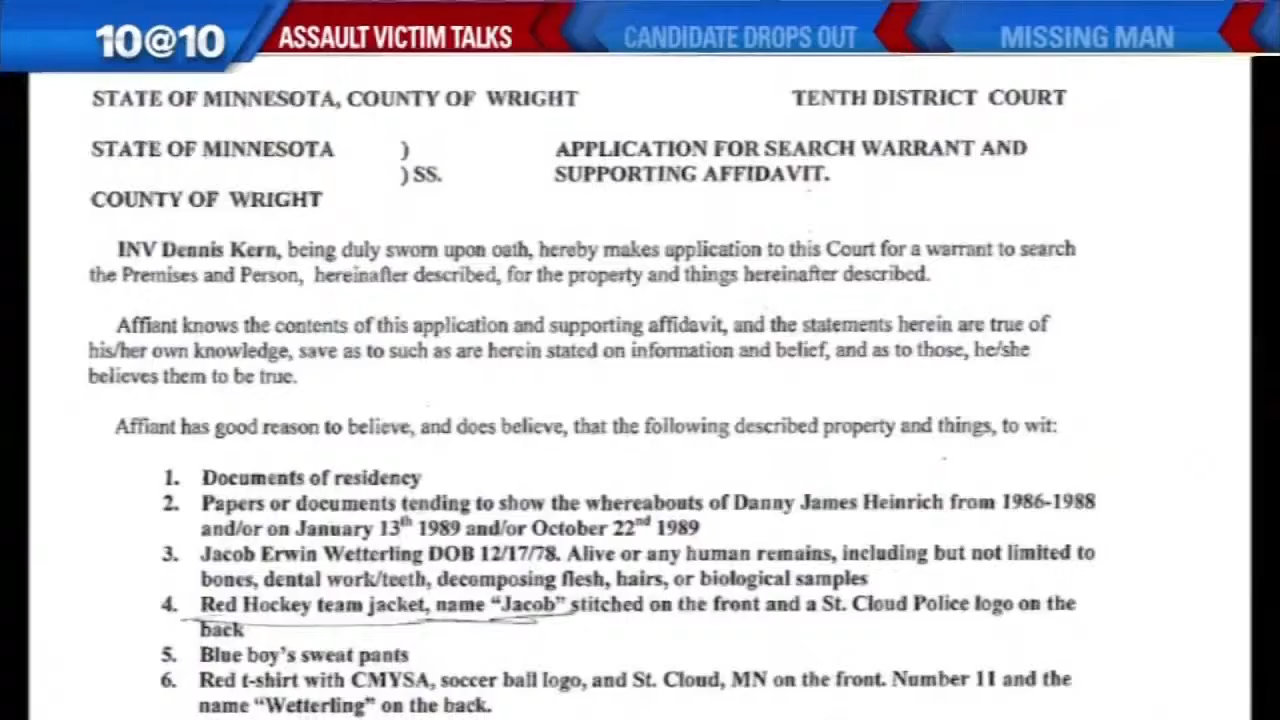 10@10 ASSAULT VICTIM TALKS CANDIDATE DROPS OUT MISSING MAN
STATE OF MINNESOTA, COUNTY OF WRIGHT TENTH DISTRICT COURT
STATE OF MINNESOTA ) APPLICATION FOR SEARCH WARRANT AND
) SS. SUPPORTING AFFIDAVIT.
COUNTY OF WRIGHT
INV Dennis Kern, being duly sworn upon oath, hereby makes application to this Court for a warrant to search
the Premises and Person, hereinafter described, for the property and things hereinafter described.
Affiant knows the contents of this application and supporting affidavit, and the statements herein are true of
his/her own knowledge, save as to such as are herein stated on information and belief, and as to those, he/she
believes them to be true.
Affiant has good reason to believe, and does believe, that the following described property and things, to wit:
1. Documents of residency
2. Papers or documents tending to show the whereabouts of Danny James Heinrich from 1986-1988
and/or on January 13th 1989 and/or October 22nd 1989
3. Jacob Erwin Wetterling DOB 12/17/78. Alive or any human remains, including but not limited to
bones, dental work/teeth, decomposing flesh, hairs, or biological samples
4. Red Hockey team jacket, name “Jacob” stitched on the front and a St. Cloud Police logo on the
back
5. Blue boy's sweat pants
6. Red t-shirt with CMYSA, soccer ball logo, and St. Cloud, MN on the front. Number 11 and the
name “Wetterling” on the back.